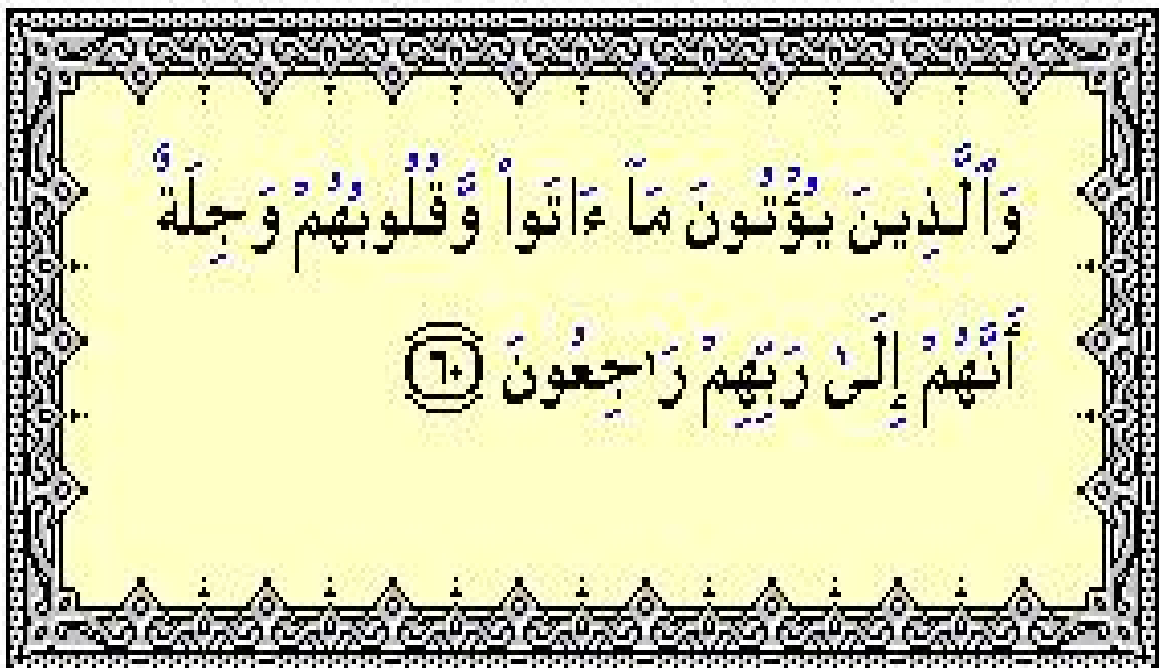 وَٱلَّذِينَ يُؤْتُونَ مَآ ءَاتَوا۟ وَّقُلُوبُهُمْ وَجِلَةٌ
أَنَّهُمْ إِلَىٰ رَبِّهِمْ رَٰجِعُونَ ٦٠